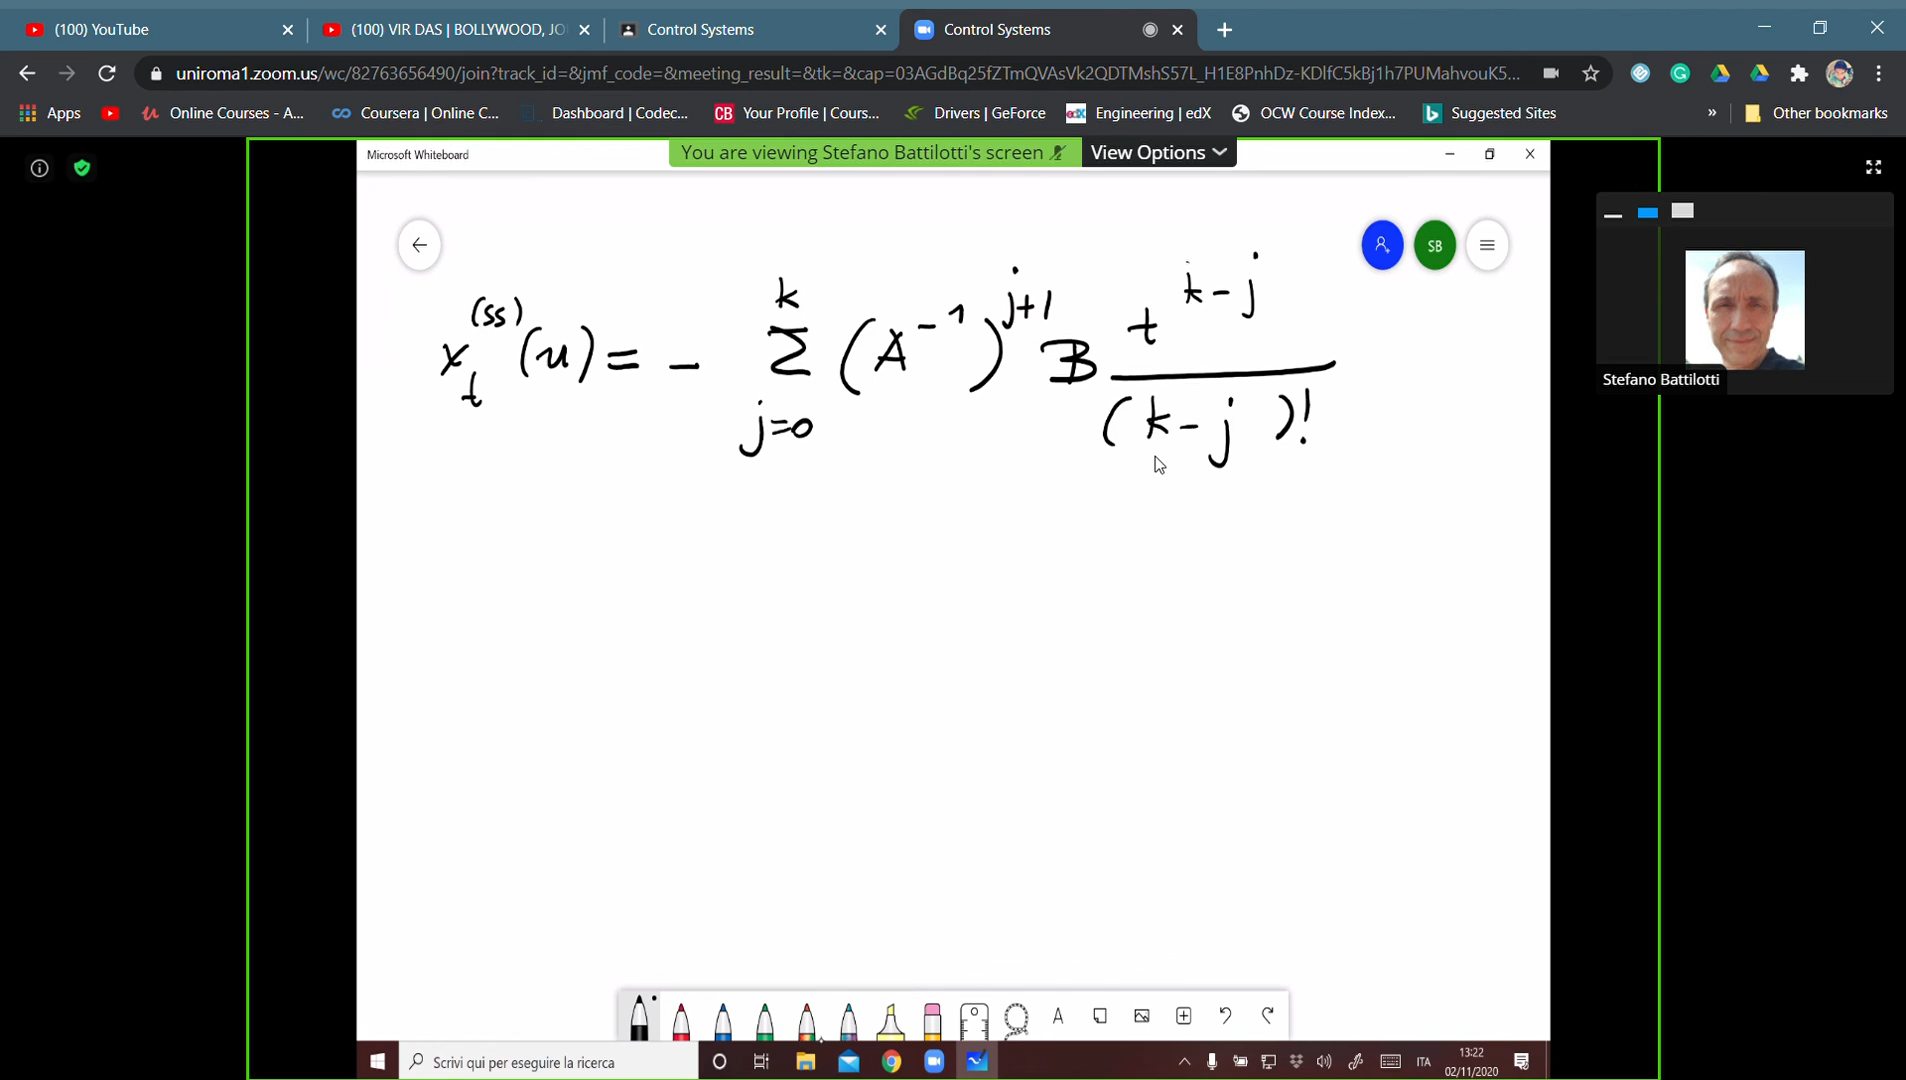 (100) YouTube
(100) VIR DAS | BOLLYWOOD, JO
Control Systems
Control Systems
uniroma1.zoom.us/wc/82763656490/join?track_id=&jmf_code=&meeting_result=&tk=&cap=03AGdBq25fZTmQVAsVk2QDTMshS57L_H1E8PnhDz-KDlfC5kBj1h7PUMahvouK5...
Apps
Online Courses - A...
Coursera | Online C...
Dashboard | Codec...
CB Your Profile | Cours...
Drivers | GeForce
edX Engineering | edX
OCW Course Index...
Suggested Sites
»
Other bookmarks
Microsoft Whiteboard
You are viewing Stefano Battilotti's screen
View Options
SB
x_t^(ss)(u) = - Σ_{j=0}^{k} (A^{-1})^{j+1} B t^{k-j} / (k-j)!
Stefano Battilotti
A
Scrivi qui per eseguire la ricerca
ITA
13:22
02/11/2020